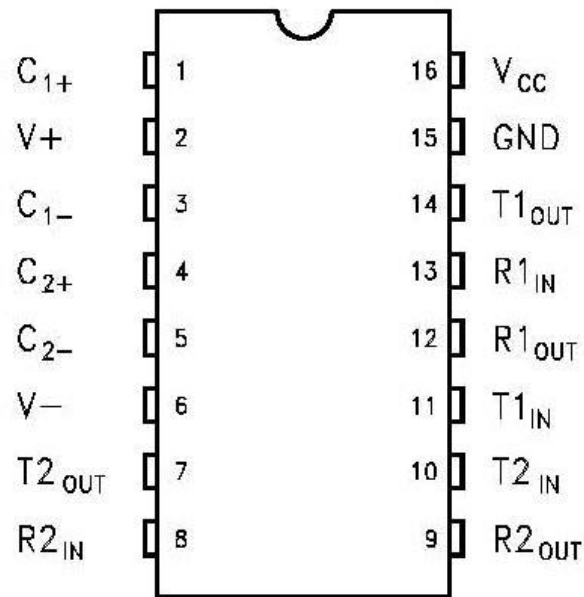 C1+ 1 16 VCC
V+ 2 15 GND
C1− 3 14 T1OUT
C2+ 4 13 R1IN
C2− 5 12 R1OUT
V− 6 11 T1IN
T2OUT 7 10 T2IN
R2IN 8 9 R2OUT